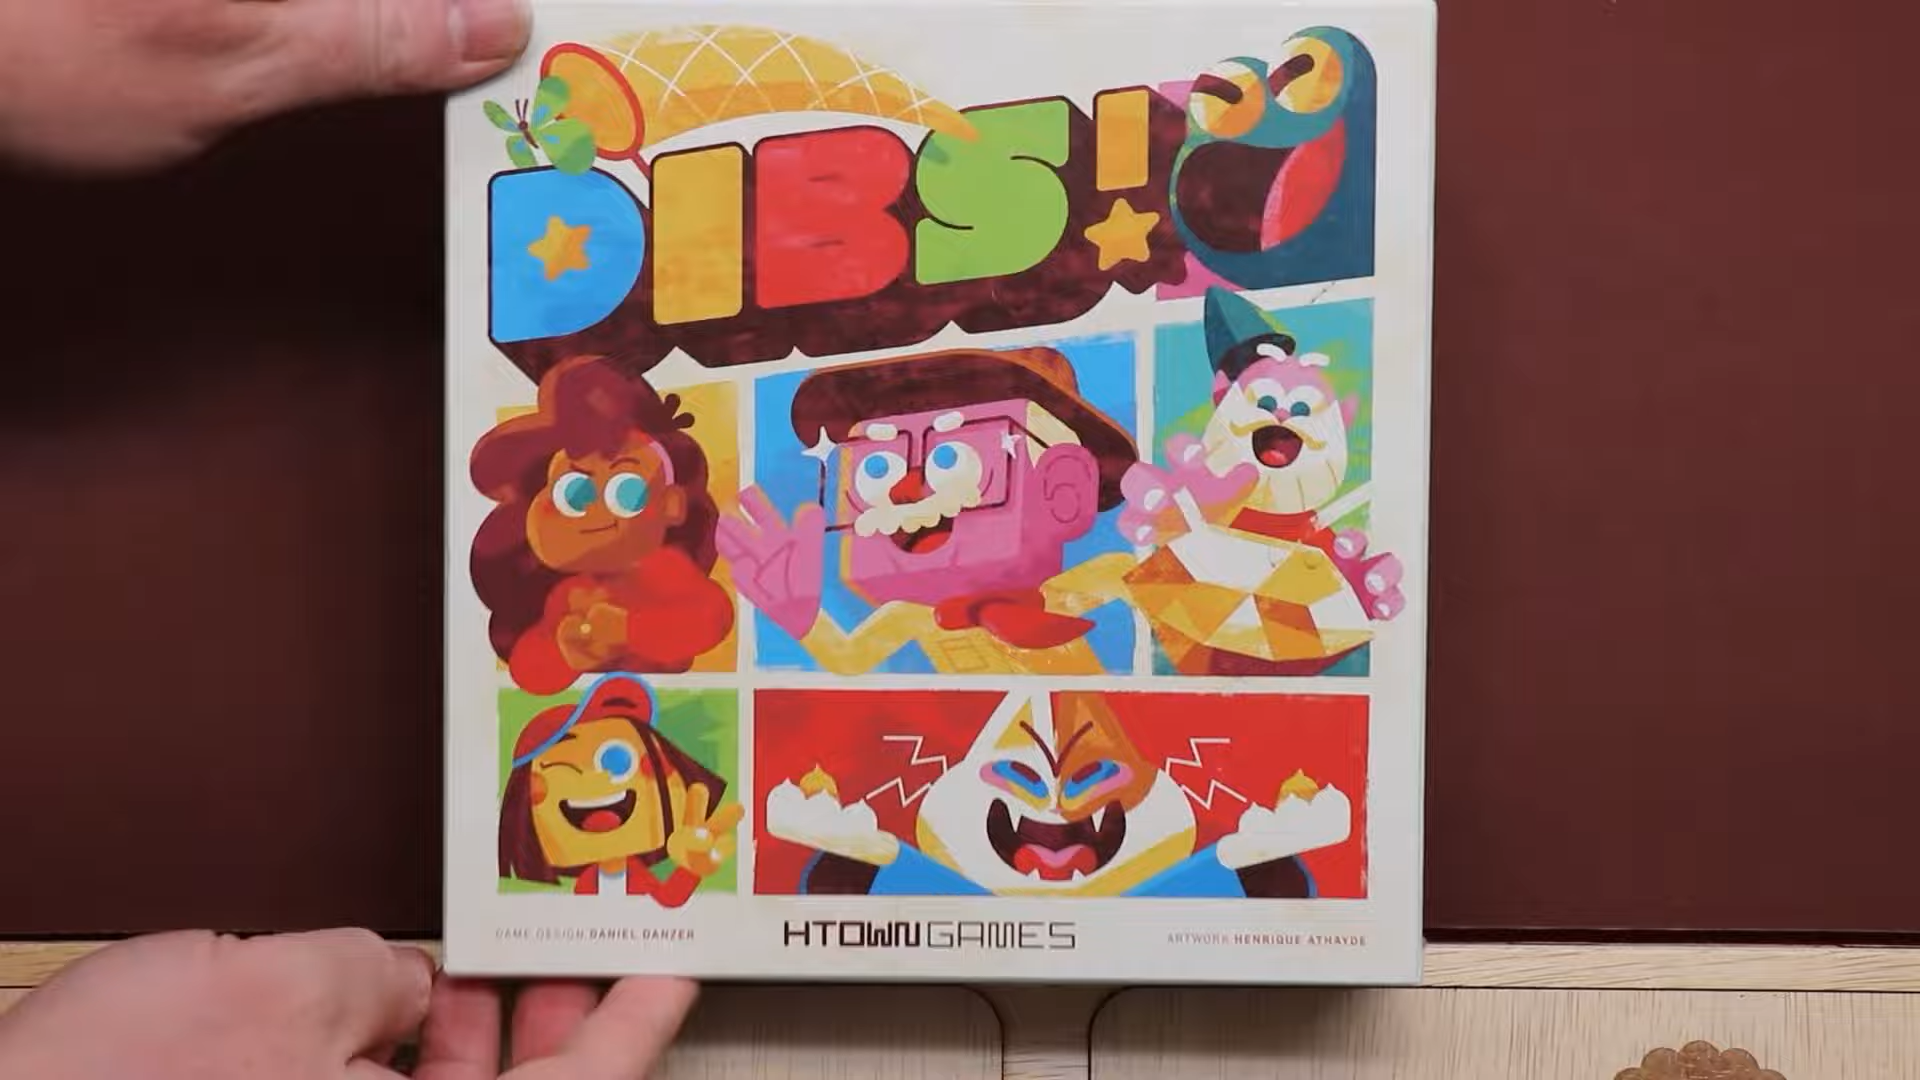 DIBS!
GAME DESIGN DANIEL DANZER
HTOWN GAMES
ARTWORK HENRIQUE ATHAYDE